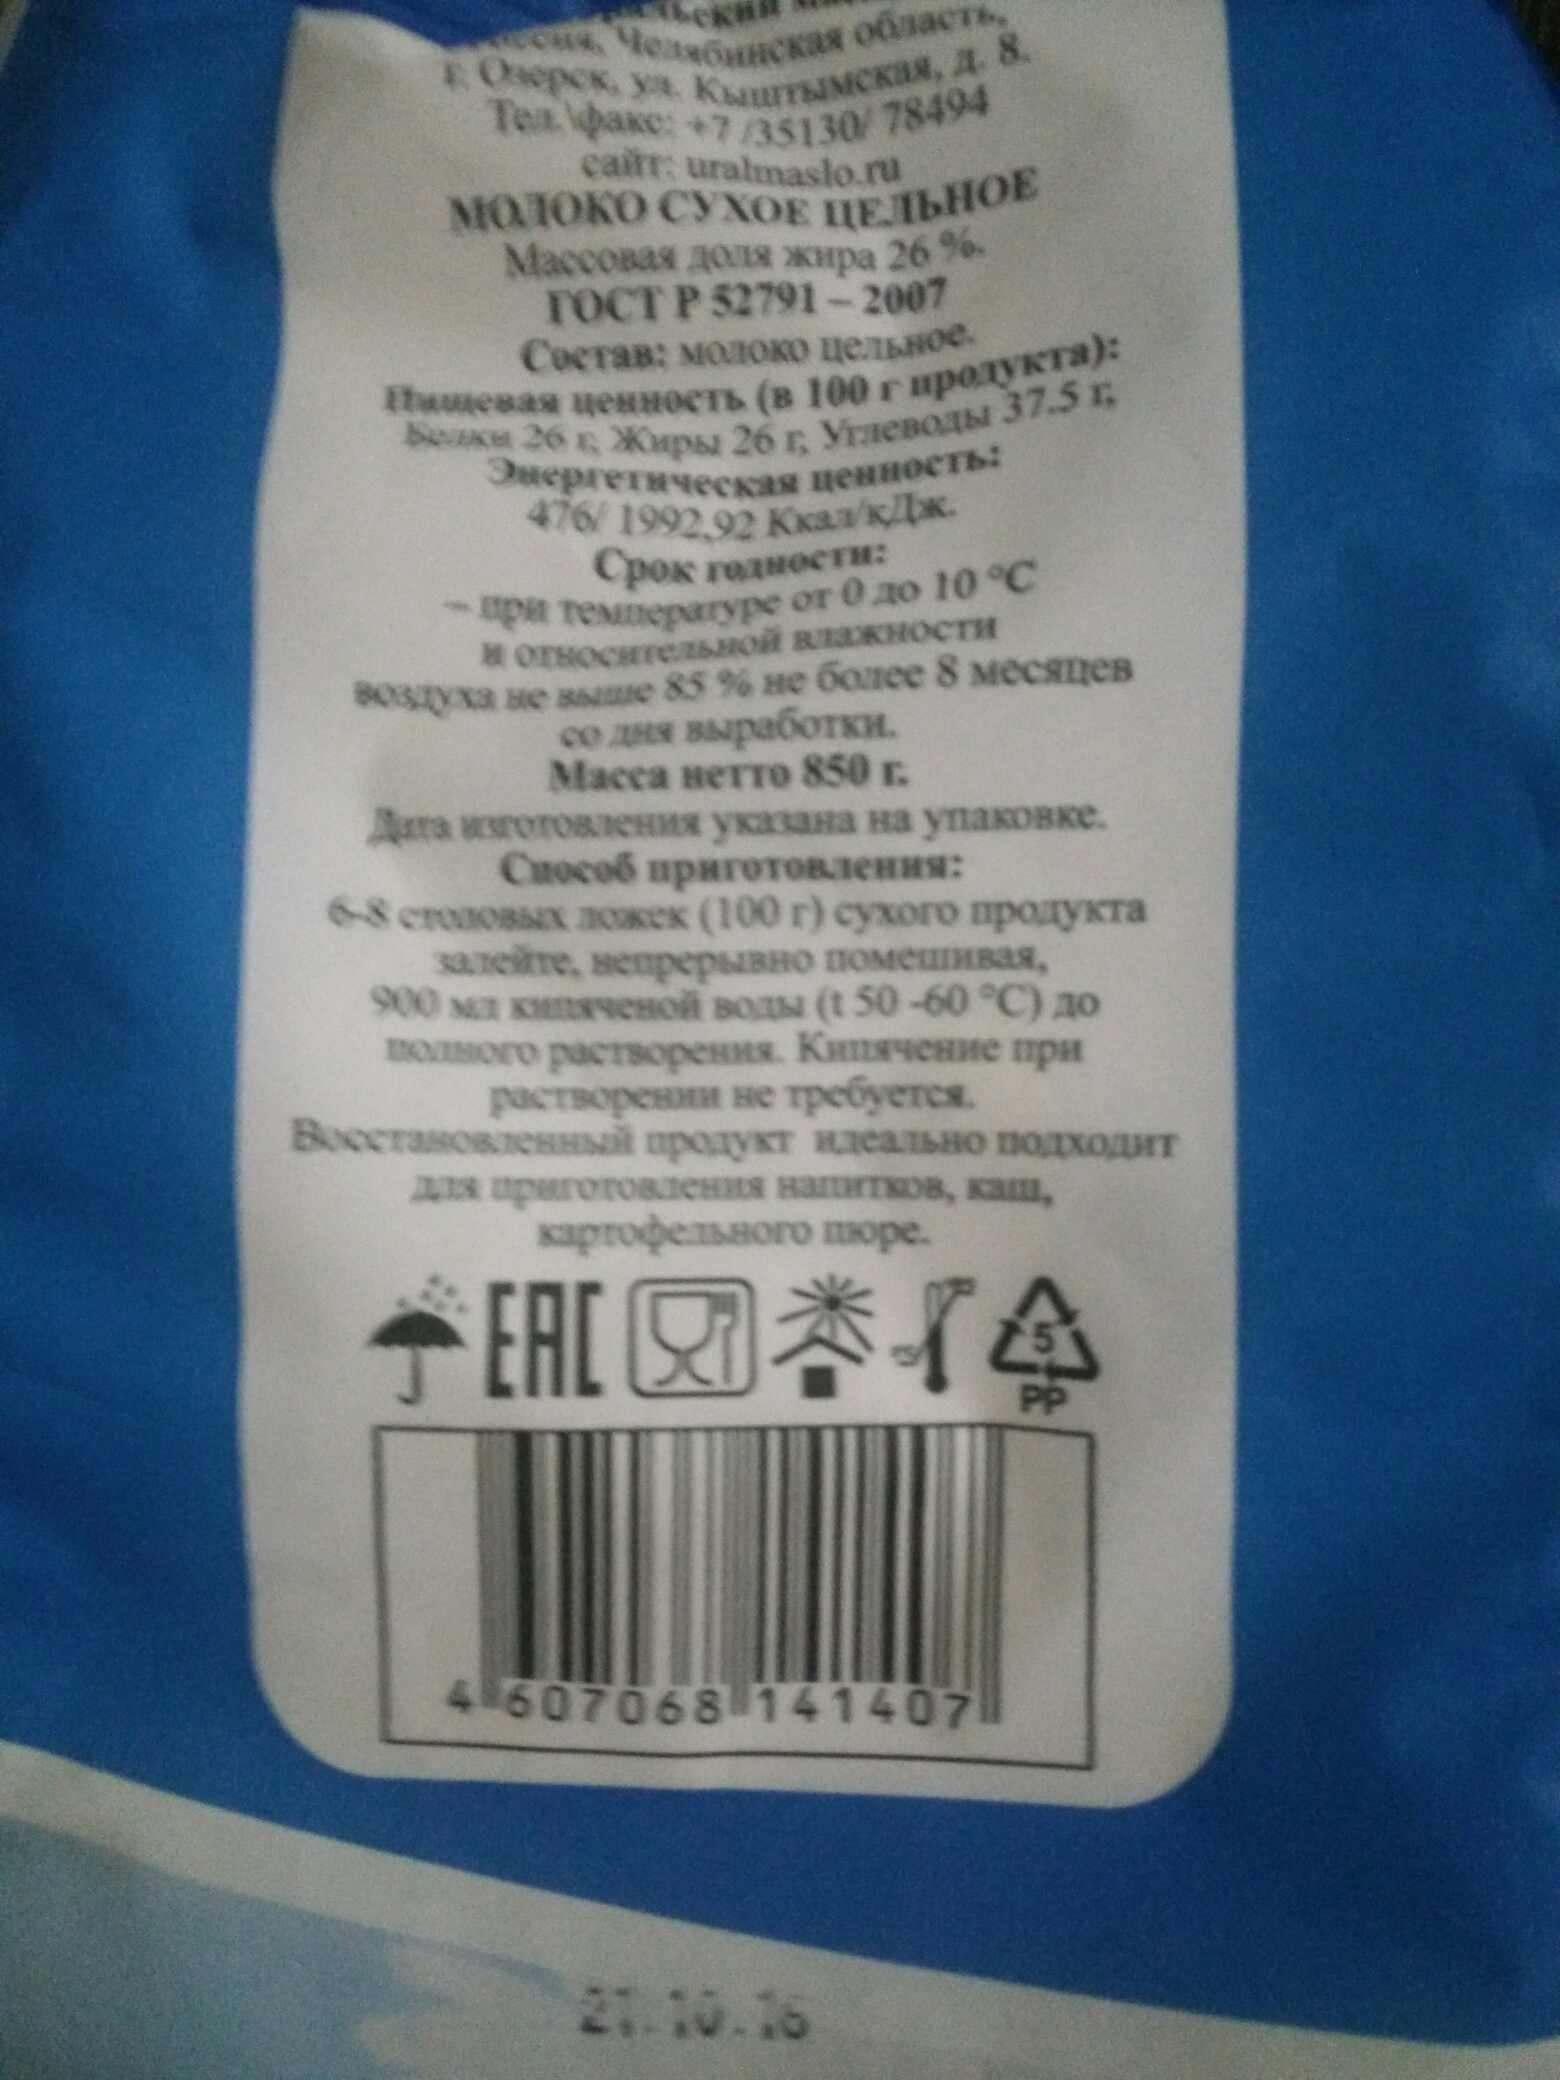 Россия, Челябинская область,
г. Озерск, ул. Кыштымская, д. 8.
Тел.\факс: +7 /35130/ 78494
сайт: uralmaslo.ru
МОЛОКО СУХОЕ ЦЕЛЬНОЕ
Массовая доля жира 26 %.
ГОСТ Р 52791 – 2007
Состав: молоко цельное.
Пищевая ценность (в 100 г продукта):
Белки 26 г, Жиры 26 г, Углеводы 37.5 г,
Энергетическая ценность:
476/ 1992,92 Ккал/кДж.
Срок годности:
– при температуре от 0 до 10 °С
и относительной влажности
воздуха не выше 85 % не более 8 месяцев
со дня выработки.
Масса нетто 850 г.
Дата изготовления указана на упаковке.
Способ приготовления:
6-8 столовых ложек (100 г) сухого продукта
залейте, непрерывно помешивая,
900 мл кипяченой воды (t 50 -60 °С) до
полного растворения. Кипячение при
растворении не требуется.
Восстановленный продукт идеально подходит
для приготовления напитков, каш,
картофельного пюре.
EAC
5
PP
4 607068 141407
21.10.16